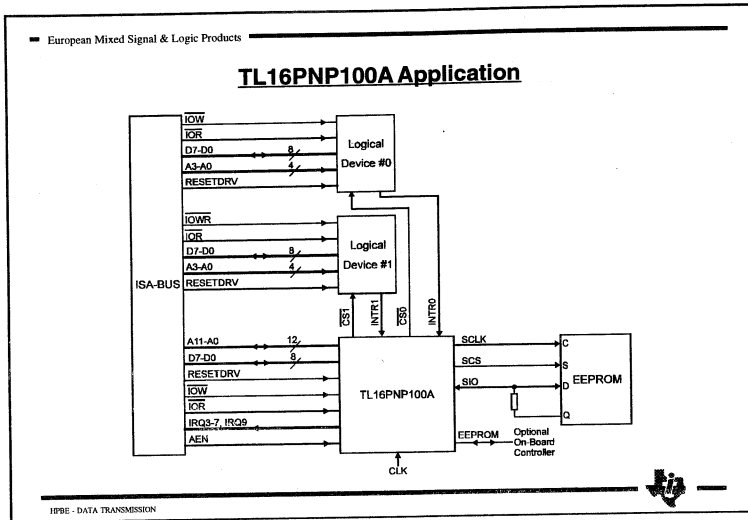 European Mixed Signal & Logic Products
TL16PNP100A Application
ISA-BUS
IOW
IOR
D7-D0 8
A3-A0 4
RESETDRV
Logical
Device #0
IOWR
IOR
D7-D0 8
A3-A0 4
RESETDRV
Logical
Device #1
CS1
INTR1
CS0
INTR0
A11-A0 12
D7-D0 8
RESETDRV
IOW
IOR
IRQ3-7, IRQ9
AEN
TL16PNP100A
CLK
SCLK
SCS
SIO
EEPROM
C
S
D
Q
EEPROM
Optional
On-Board
Controller
HPBE - DATA TRANSMISSION